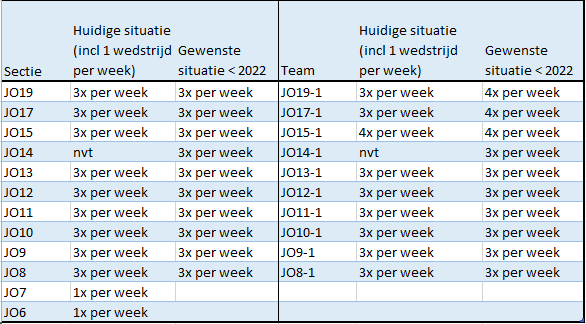 Sectie Huidige situatie (incl 1 wedstrijd per week) Gewenste situatie < 2022 Team Huidige situatie (incl 1 wedstrijd per week) Gewenste situatie < 2022
JO19 3x per week 3x per week JO19-1 3x per week 4x per week
JO17 3x per week 3x per week JO17-1 3x per week 4x per week
JO15 3x per week 3x per week JO15-1 4x per week 4x per week
JO14 nvt 3x per week JO14-1 nvt 3x per week
JO13 3x per week 3x per week JO13-1 3x per week 3x per week
JO12 3x per week 3x per week JO12-1 3x per week 3x per week
JO11 3x per week 3x per week JO11-1 3x per week 3x per week
JO10 3x per week 3x per week JO10-1 3x per week 3x per week
JO9 3x per week 3x per week JO9-1 3x per week 3x per week
JO8 3x per week 3x per week JO8-1 3x per week 3x per week
JO7 1x per week
JO6 1x per week